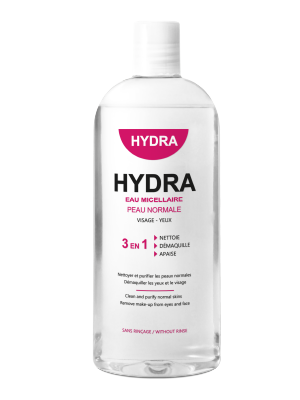 HYDRA
HYDRA
EAU MICELLAIRE
PEAU NORMALE
VISAGE - YEUX
3 EN 1
NETTOIE
DÉMAQUILLE
APAISE
Nettoyer et purifier les peaux normales
Démaquiller les yeux et le visage
Clean and purify normal skins
Remove make-up from eyes and face
SANS RINÇAGE / WITHOUT RINSE